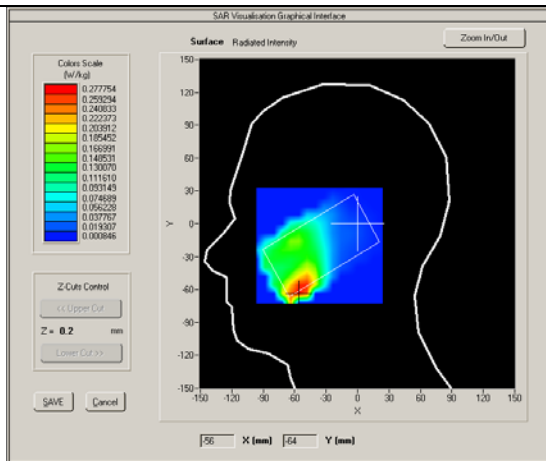 SAR Visualisation Graphical Interface
Surface Radiated Intensity
Zoom In/Out
Colors Scale
(W/kg)
0.277754
0.259294
0.240833
0.222373
0.203912
0.185452
0.166991
0.148531
0.130070
0.111610
0.093149
0.074689
0.056228
0.037767
0.019307
0.000846
Z-Cuts Control
<< Upper Cut
Z = 0.2 mm
Lower Cut >>
SAVE Cancel
150-
120-
90-
60-
30-
0-
-30-
-60-
-90-
-120-
-150-
Y
-150 -120 -90 -60 -30 0 30 60 90 120 150
X
-56 X (mm) -64 Y (mm)